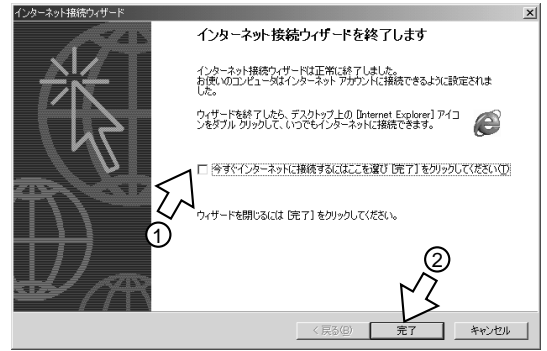 インターネット接続ウィザード
インターネット接続ウィザードを終了します
インターネット接続ウィザードは正常に終了しました。
お使いのコンピュータはインターネット アカウントに接続できるように設定されま
した。
ウィザードを終了したら、デスクトップ上の [Internet Explorer] アイコ
ンをダブル クリックして、いつでもインターネットに接続できます。
今すぐインターネットに接続するにはここを選び [完了] をクリックしてください(T)
①
ウィザードを閉じるには [完了] をクリックしてください。
②
< 戻る(B)
完了
キャンセル